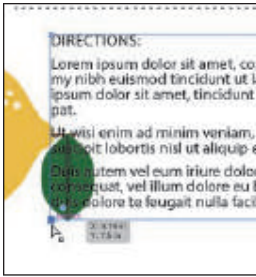 DIRECTIONS:
Lorem ipsum dolor sit amet, co
my nibh euismod tincidunt ut l
ipsum dolor sit amet, tincidunt
pat.
Ut wisi enim ad minim veniam,
suscipit lobortis nisl ut aliquip e
Duis autem vel eum iriure dolo
consequat, vel illum dolore eu
dolore te feugait nulla facil